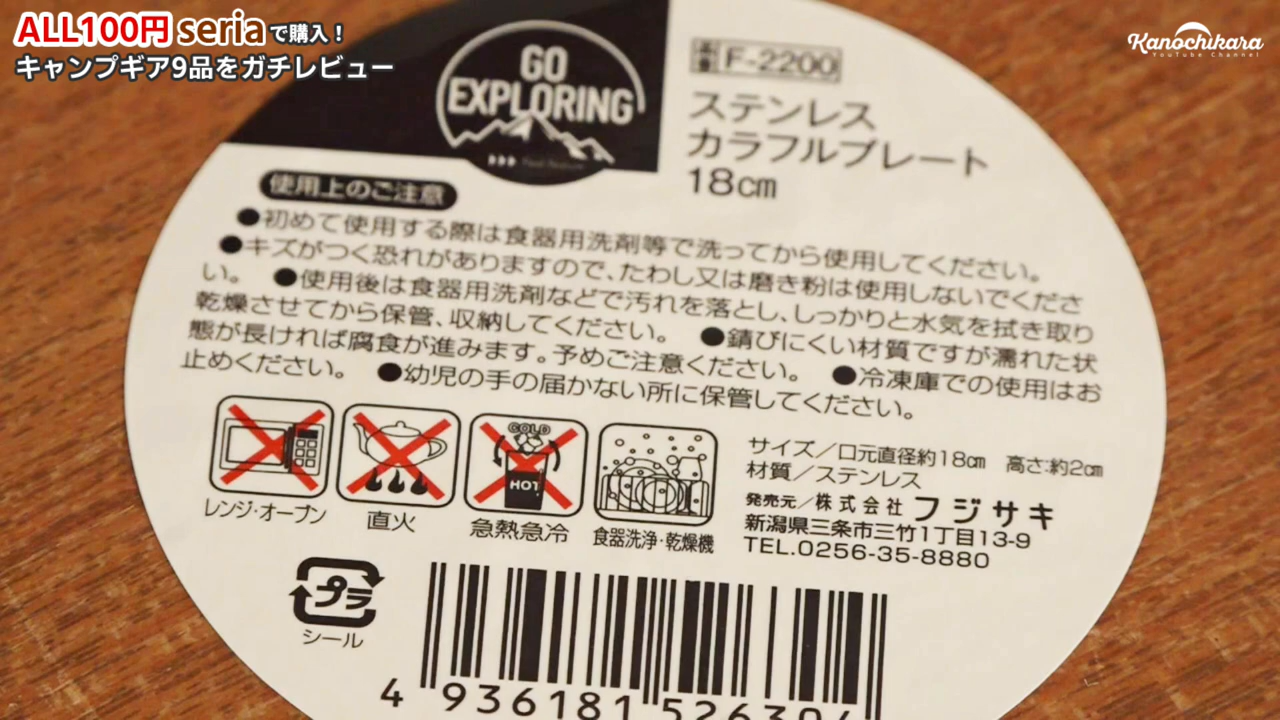 ALL100円 seriaで購入！
キャンプギア9品をガチレビュー
Kanochikara
YouTube Channel
GO
EXPLORING
品番 F-2200
ステンレス
カラフルプレート
18cm
使用上のご注意
●初めて使用する際は食器用洗剤等で洗ってから使用してください。
●キズがつく恐れがありますので、たわし又は磨き粉は使用しないでくださ
い。 ●使用後は食器用洗剤などで汚れを落とし、しっかりと水気を拭き取り
乾燥させてから保管、収納してください。 ●錆びにくい材質ですが濡れた状
態が長ければ腐食が進みます。予めご注意ください。 ●冷凍庫での使用はお
止めください。 ●幼児の手の届かない所に保管してください。
COLD
HOT
レンジ・オーブン
直火
急熱急冷
食器洗浄・乾燥機
サイズ／口元直径約18cm 高さ:約2cm
材質／ステンレス
発売元／株式会社フジサキ
新潟県三条市三竹1丁目13-9
TEL.0256-35-8880
プラ
シール
4 936181 526304